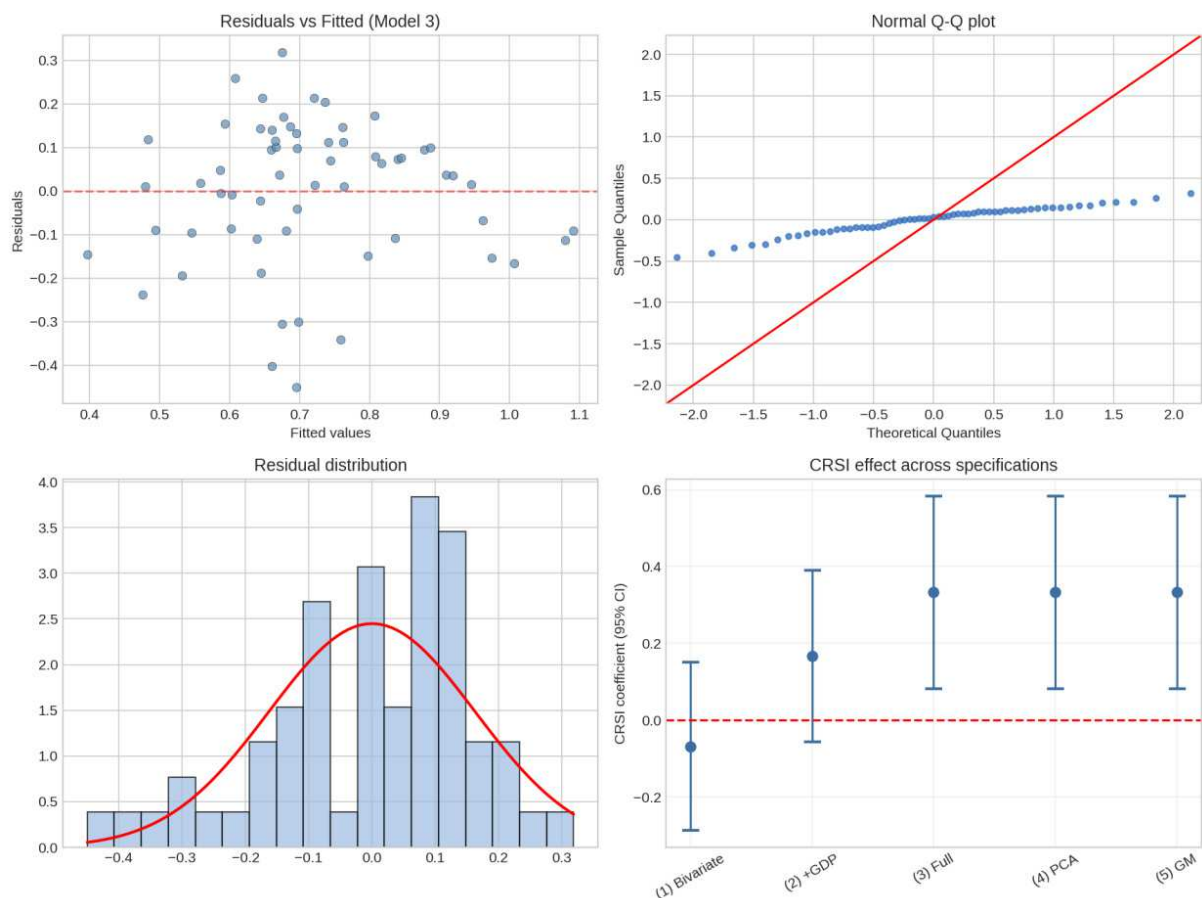 Residuals vs Fitted (Model 3)
0.3
0.2
0.1
0.0
−0.1
−0.2
−0.3
−0.4
Residuals
0.4 0.5 0.6 0.7 0.8 0.9 1.0 1.1
Fitted values
Normal Q-Q plot
2.0
1.5
1.0
0.5
0.0
−0.5
−1.0
−1.5
−2.0
Sample Quantiles
−2.0 −1.5 −1.0 −0.5 0.0 0.5 1.0 1.5 2.0
Theoretical Quantiles
Residual distribution
4.0
3.5
3.0
2.5
2.0
1.5
1.0
0.5
0.0
−0.4 −0.3 −0.2 −0.1 0.0 0.1 0.2 0.3
CRSI effect across specifications
0.6
0.4
0.2
0.0
−0.2
CRSI coefficient (95% CI)
(1) Bivariate
(2) +GDP
(3) Full
(4) PCA
(5) GM